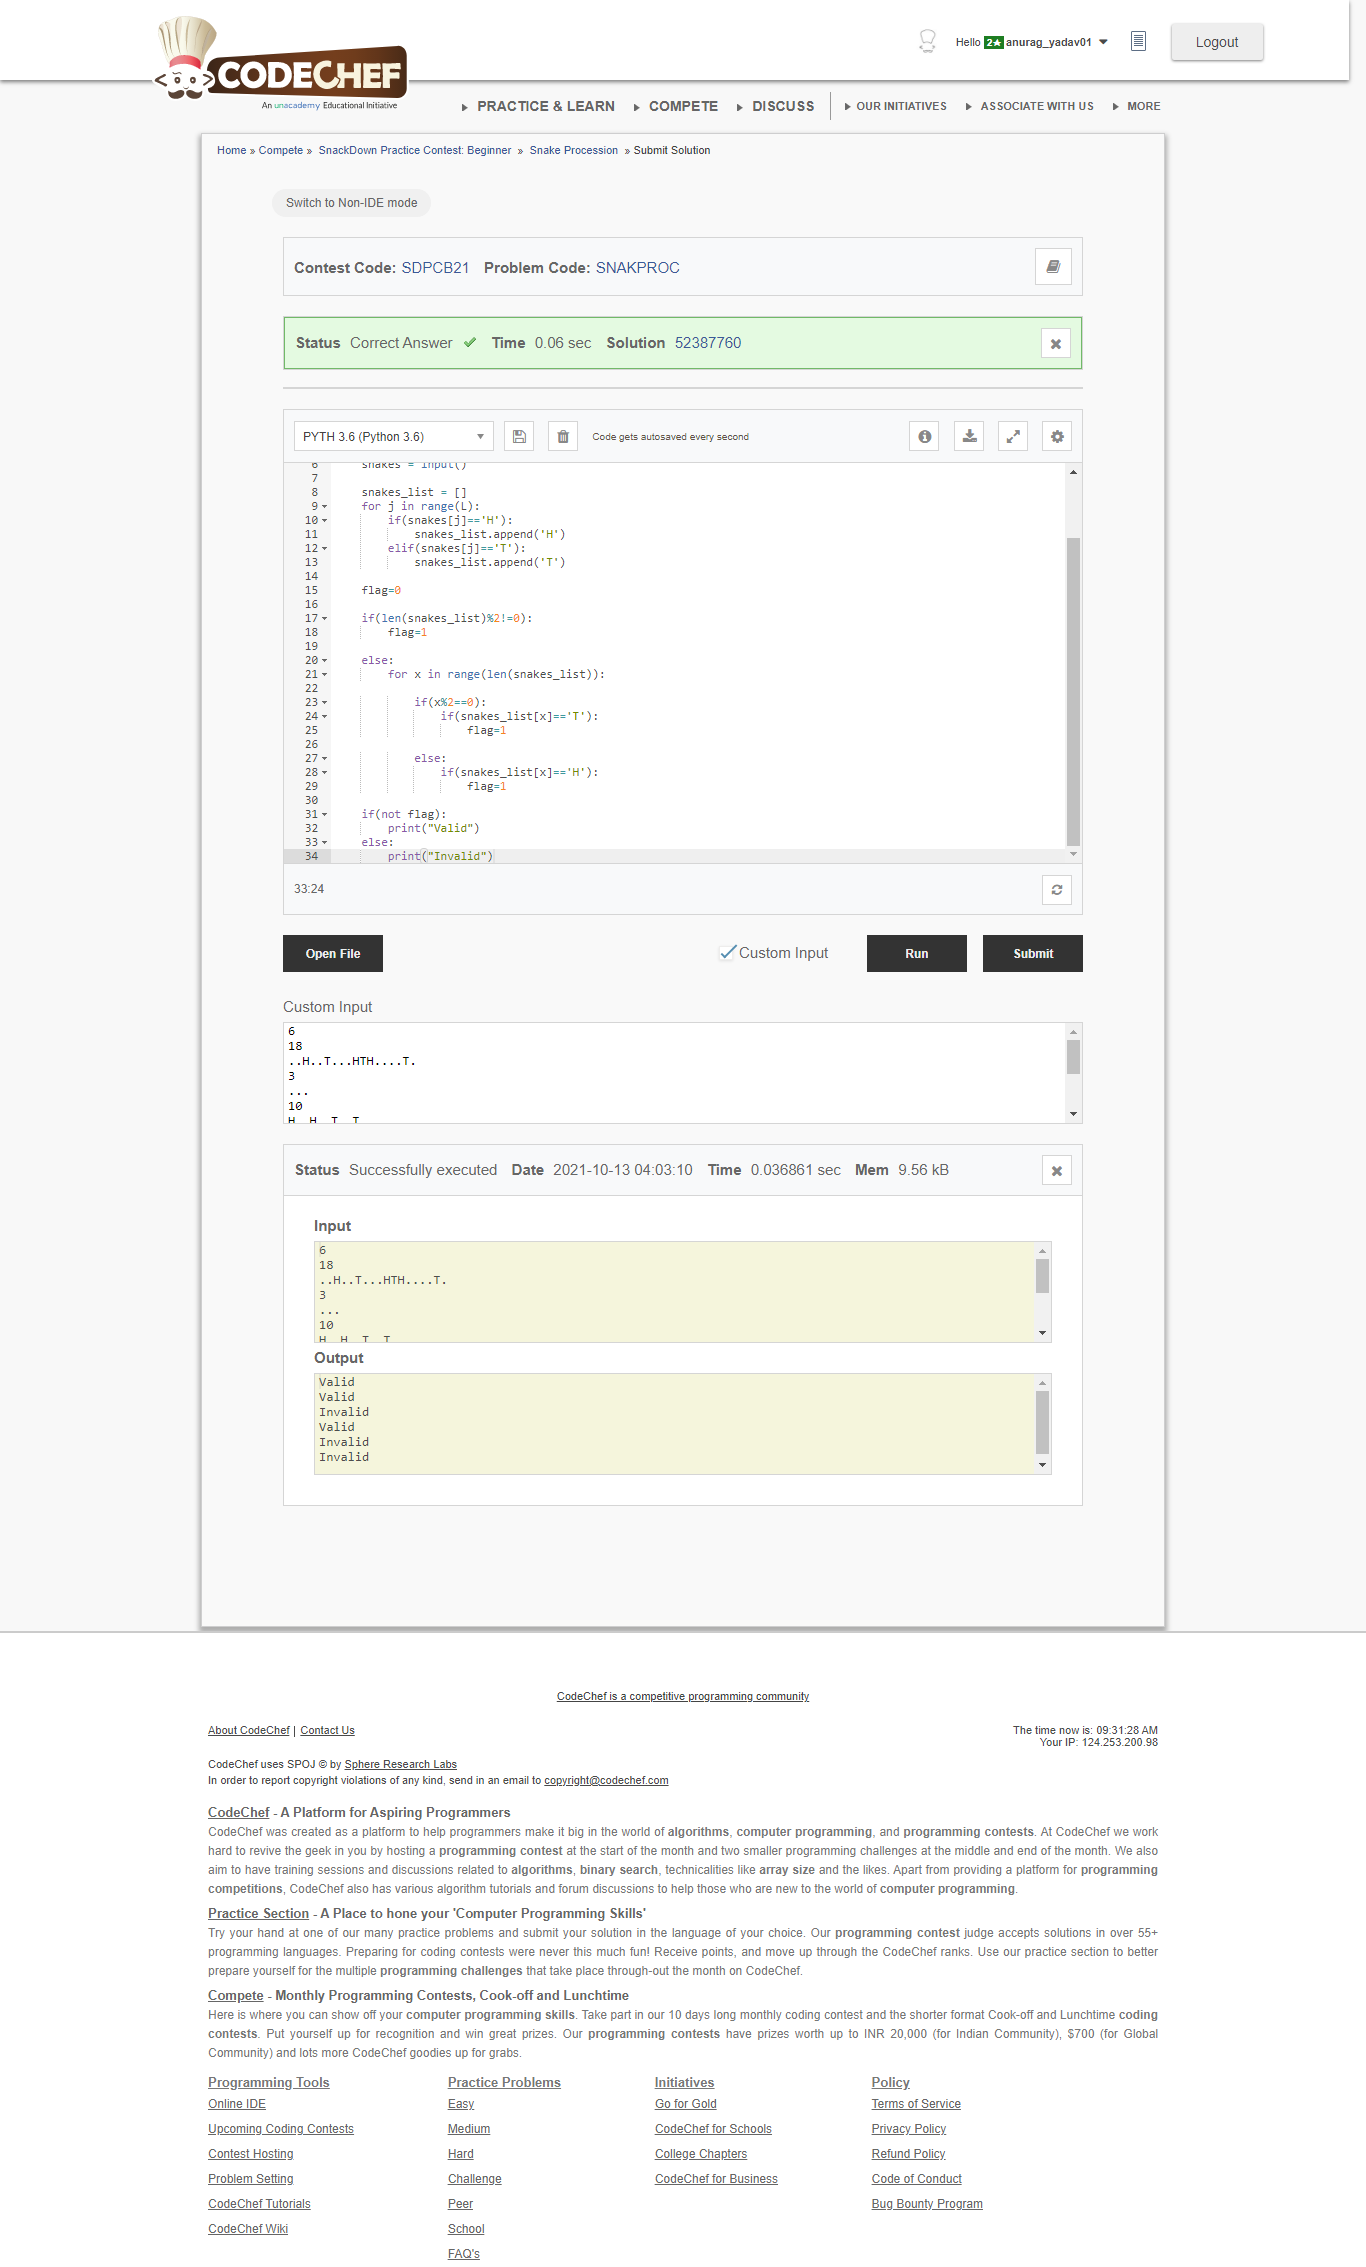 CODECHEF
An unacademy Educational Initiative
Hello 2★ anurag_yadav01
Logout
PRACTICE & LEARN COMPETE DISCUSS OUR INITIATIVES ASSOCIATE WITH US MORE
Home » Compete » SnackDown Practice Contest: Beginner » Snake Procession » Submit Solution
Switch to Non-IDE mode
Contest Code: SDPCB21 Problem Code: SNAKPROC
Status Correct Answer ✔ Time 0.06 sec Solution 52387760
PYTH 3.6 (Python 3.6) Code gets autosaved every second
6 snakes = input()
7
8 snakes_list = []
9 for j in range(L):
10 if(snakes[j]=='H'):
11 snakes_list.append('H')
12 elif(snakes[j]=='T'):
13 snakes_list.append('T')
14
15 flag=0
16
17 if(len(snakes_list)%2!=0):
18 flag=1
19
20 else:
21 for x in range(len(snakes_list)):
22
23 if(x%2==0):
24 if(snakes_list[x]=='T'):
25 flag=1
26
27 else:
28 if(snakes_list[x]=='H'):
29 flag=1
30
31 if(not flag):
32 print("Valid")
33 else:
34 print("Invalid")
33:24
Open File Custom Input Run Submit
Custom Input
6
18
..H..T...HTH....T.
3
...
10
H..H..T..T
Status Successfully executed Date 2021-10-13 04:03:10 Time 0.036861 sec Mem 9.56 kB
Input
6
18
..H..T...HTH....T.
3
...
10
H..H..T..T
Output
Valid
Valid
Invalid
Valid
Invalid
Invalid
CodeChef is a competitive programming community
About CodeChef | Contact Us The time now is: 09:31:28 AM
Your IP: 124.253.200.98
CodeChef uses SPOJ © by Sphere Research Labs
In order to report copyright violations of any kind, send in an email to copyright@codechef.com
CodeChef - A Platform for Aspiring Programmers
CodeChef was created as a platform to help programmers make it big in the world of algorithms, computer programming, and programming contests. At CodeChef we work
hard to revive the geek in you by hosting a programming contest at the start of the month and two smaller programming challenges at the middle and end of the month. We also
aim to have training sessions and discussions related to algorithms, binary search, technicalities like array size and the likes. Apart from providing a platform for programming
competitions, CodeChef also has various algorithm tutorials and forum discussions to help those who are new to the world of computer programming.
Practice Section - A Place to hone your 'Computer Programming Skills'
Try your hand at one of our many practice problems and submit your solution in the language of your choice. Our programming contest judge accepts solutions in over 55+
programming languages. Preparing for coding contests were never this much fun! Receive points, and move up through the CodeChef ranks. Use our practice section to better
prepare yourself for the multiple programming challenges that take place through-out the month on CodeChef.
Compete - Monthly Programming Contests, Cook-off and Lunchtime
Here is where you can show off your computer programming skills. Take part in our 10 days long monthly coding contest and the shorter format Cook-off and Lunchtime coding
contests. Put yourself up for recognition and win great prizes. Our programming contests have prizes worth up to INR 20,000 (for Indian Community), $700 (for Global
Community) and lots more CodeChef goodies up for grabs.
Programming Tools Practice Problems Initiatives Policy
Online IDE Easy Go for Gold Terms of Service
Upcoming Coding Contests Medium CodeChef for Schools Privacy Policy
Contest Hosting Hard College Chapters Refund Policy
Problem Setting Challenge CodeChef for Business Code of Conduct
CodeChef Tutorials Peer Bug Bounty Program
CodeChef Wiki School
FAQ's